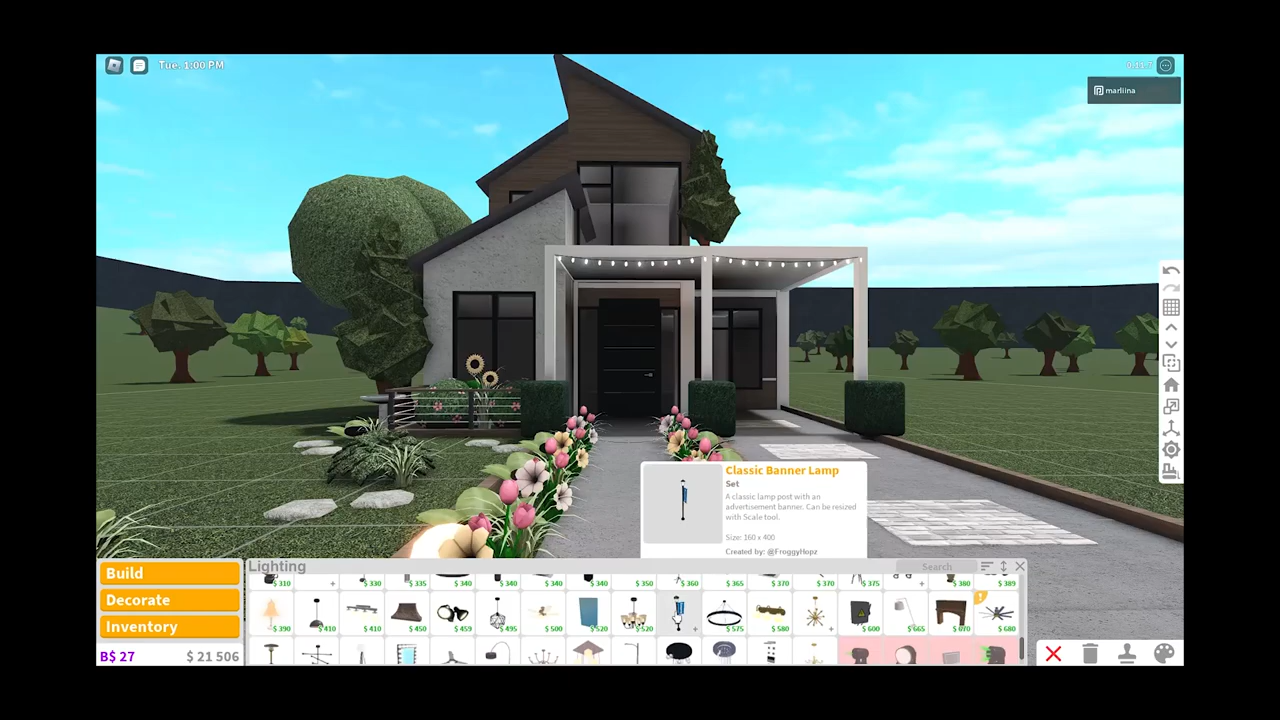 Tue. 1:00 PM
0.11.7
marliina
Classic Banner Lamp
Set
A classic lamp post with an
advertisement banner. Can be resized
with Scale tool.
Size: 160 x 400
Created by: @FroggyHopz
Build
Decorate
Inventory
B$ 27
$ 21 506
Lighting
Search
$ 310
+
$ 330
$ 335
$ 340
$ 340
$ 340
$ 340
$ 350
$ 360
$ 365
$ 370
$ 370
$ 375
+
$ 380
$ 389
$ 390
$ 410
$ 410
$ 450
$ 459
$ 495
$ 500
$ 520
$ 520
+
$ 575
$ 580
+
$ 600
$ 665
$ 670
$ 680